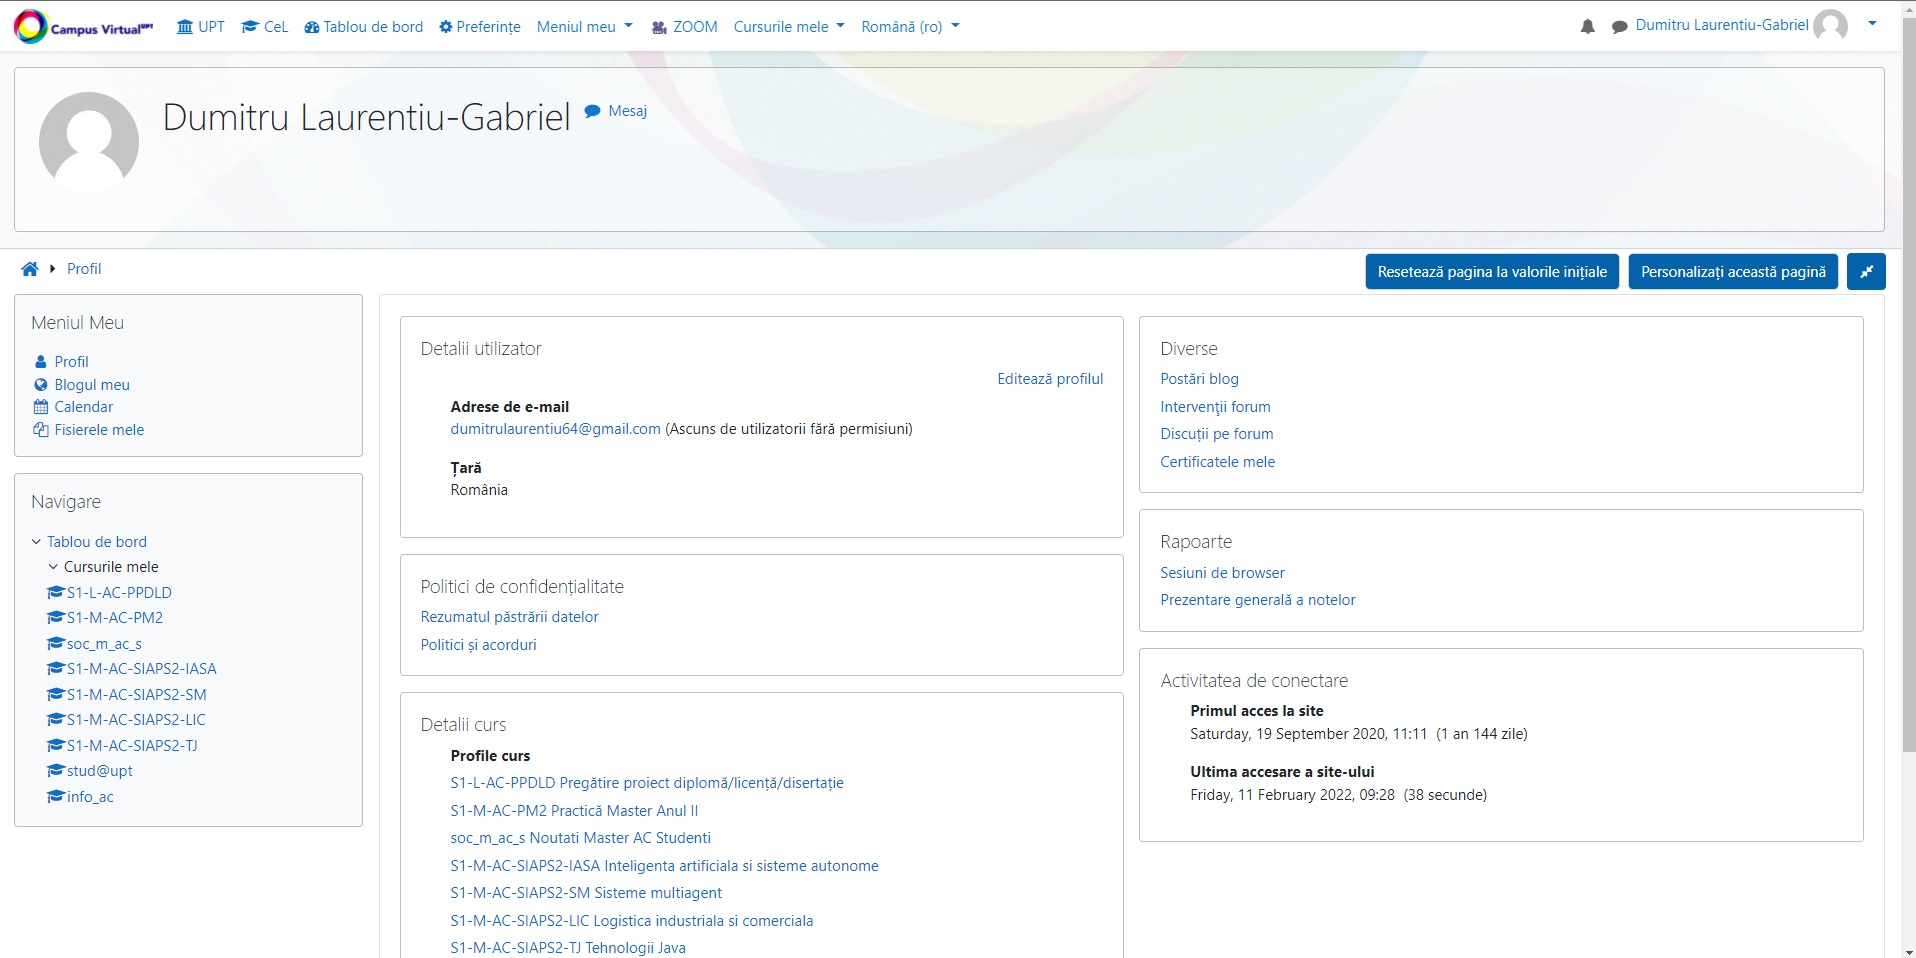 Campus Virtual UPT
UPT
CeL
Tablou de bord
Preferințe
Meniul meu
ZOOM
Cursurile mele
Română (ro)
Dumitru Laurentiu-Gabriel
Dumitru Laurentiu-Gabriel
Mesaj
Profil
Resetează pagina la valorile inițiale
Personalizați această pagină
Meniul Meu
Profil
Blogul meu
Calendar
Fisierele mele
Navigare
Tablou de bord
Cursurile mele
S1-L-AC-PPDLD
S1-M-AC-PM2
soc_m_ac_s
S1-M-AC-SIAPS2-IASA
S1-M-AC-SIAPS2-SM
S1-M-AC-SIAPS2-LIC
S1-M-AC-SIAPS2-TJ
stud@upt
info_ac
Detalii utilizator
Editează profilul
Adrese de e-mail
dumitrulaurentiu64@gmail.com (Ascuns de utilizatorii fără permisiuni)
Țară
România
Politici de confidențialitate
Rezumatul păstrării datelor
Politici și acorduri
Detalii curs
Profile curs
S1-L-AC-PPDLD Pregătire proiect diplomă/licență/disertație
S1-M-AC-PM2 Practică Master Anul II
soc_m_ac_s Noutati Master AC Studenti
S1-M-AC-SIAPS2-IASA Inteligenta artificiala si sisteme autonome
S1-M-AC-SIAPS2-SM Sisteme multiagent
S1-M-AC-SIAPS2-LIC Logistica industriala si comerciala
S1-M-AC-SIAPS2-TJ Tehnologii Java
Diverse
Postări blog
Intervenţii forum
Discuții pe forum
Certificatele mele
Rapoarte
Sesiuni de browser
Prezentare generală a notelor
Activitatea de conectare
Primul acces la site
Saturday, 19 September 2020, 11:11 (1 an 144 zile)
Ultima accesare a site-ului
Friday, 11 February 2022, 09:28 (38 secunde)